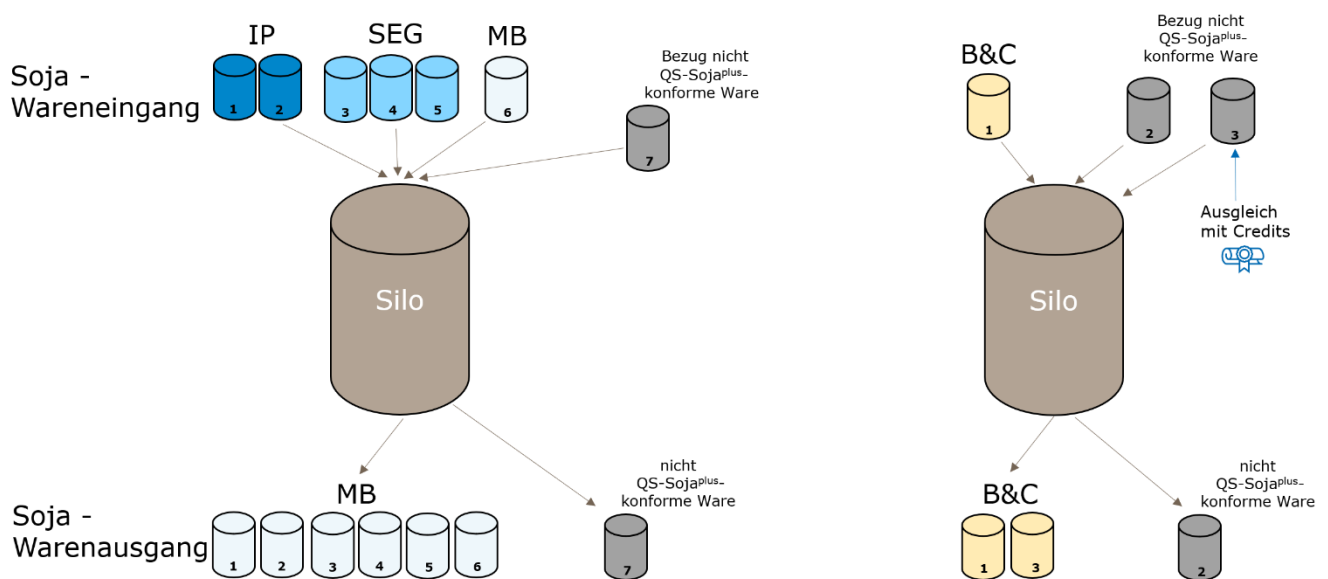 IP
SEG
MB
Soja -
Wareneingang
1
2
3
4
5
6
Bezug nicht
QS-Sojaplus-
konforme Ware
7
Silo
MB
Soja -
Warenausgang
1
2
3
4
5
6
nicht
QS-Sojaplus-
konforme Ware
7
B&C
1
Bezug nicht
QS-Sojaplus-
konforme Ware
2
3
Ausgleich
mit Credits
Silo
B&C
1
3
nicht
QS-Sojaplus-
konforme Ware
2